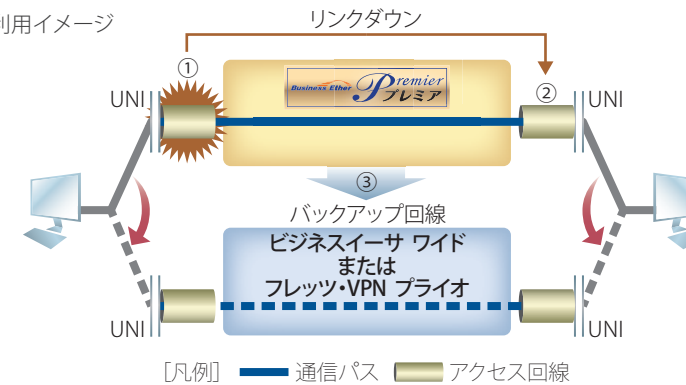 利用イメージ
リンクダウン
①
Business Ether Premier
プレミア
②
UNI
UNI
③
バックアップ回線
ビジネスイーサ ワイド
または
フレッツ・VPN プライオ
UNI
UNI
[凡例] 通信パス アクセス回線